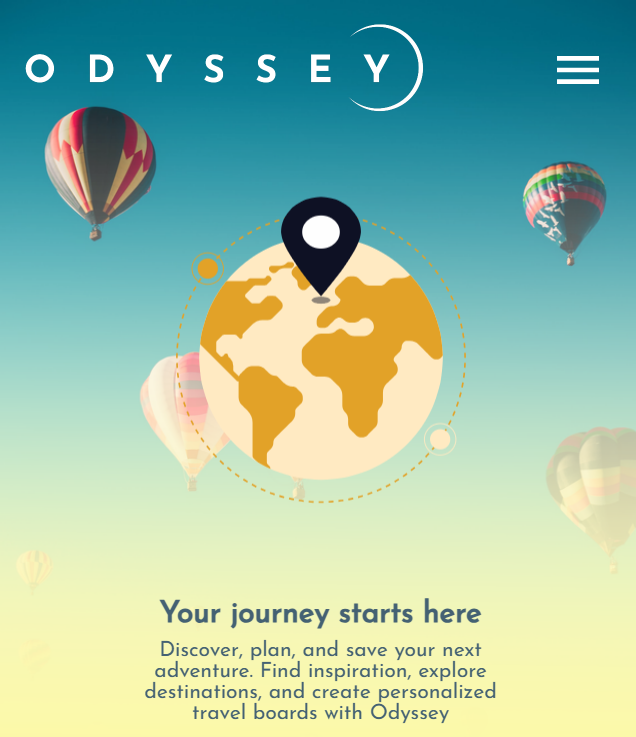 ODYSSEY
Your journey starts here
Discover, plan, and save your next
adventure. Find inspiration, explore
destinations, and create personalized
travel boards with Odyssey